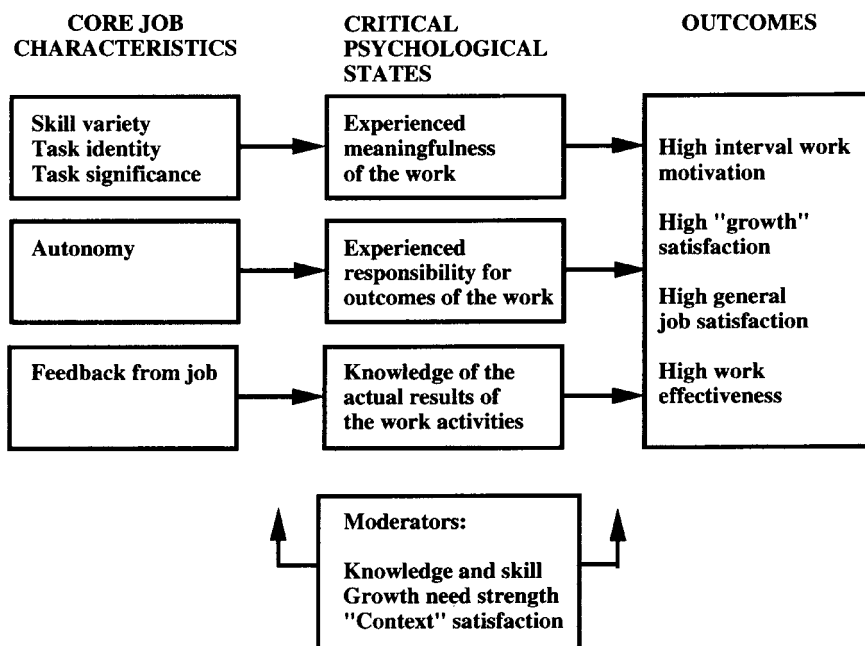 CORE JOB
CHARACTERISTICS
CRITICAL
PSYCHOLOGICAL
STATES
OUTCOMES
Skill variety
Task identity
Task significance
Experienced
meaningfulness
of the work
Autonomy
Experienced
responsibility for
outcomes of the work
Feedback from job
Knowledge of the
actual results of
the work activities
High interval work
motivation
High "growth"
satisfaction
High general
job satisfaction
High work
effectiveness
Moderators:
Knowledge and skill
Growth need strength
"Context" satisfaction